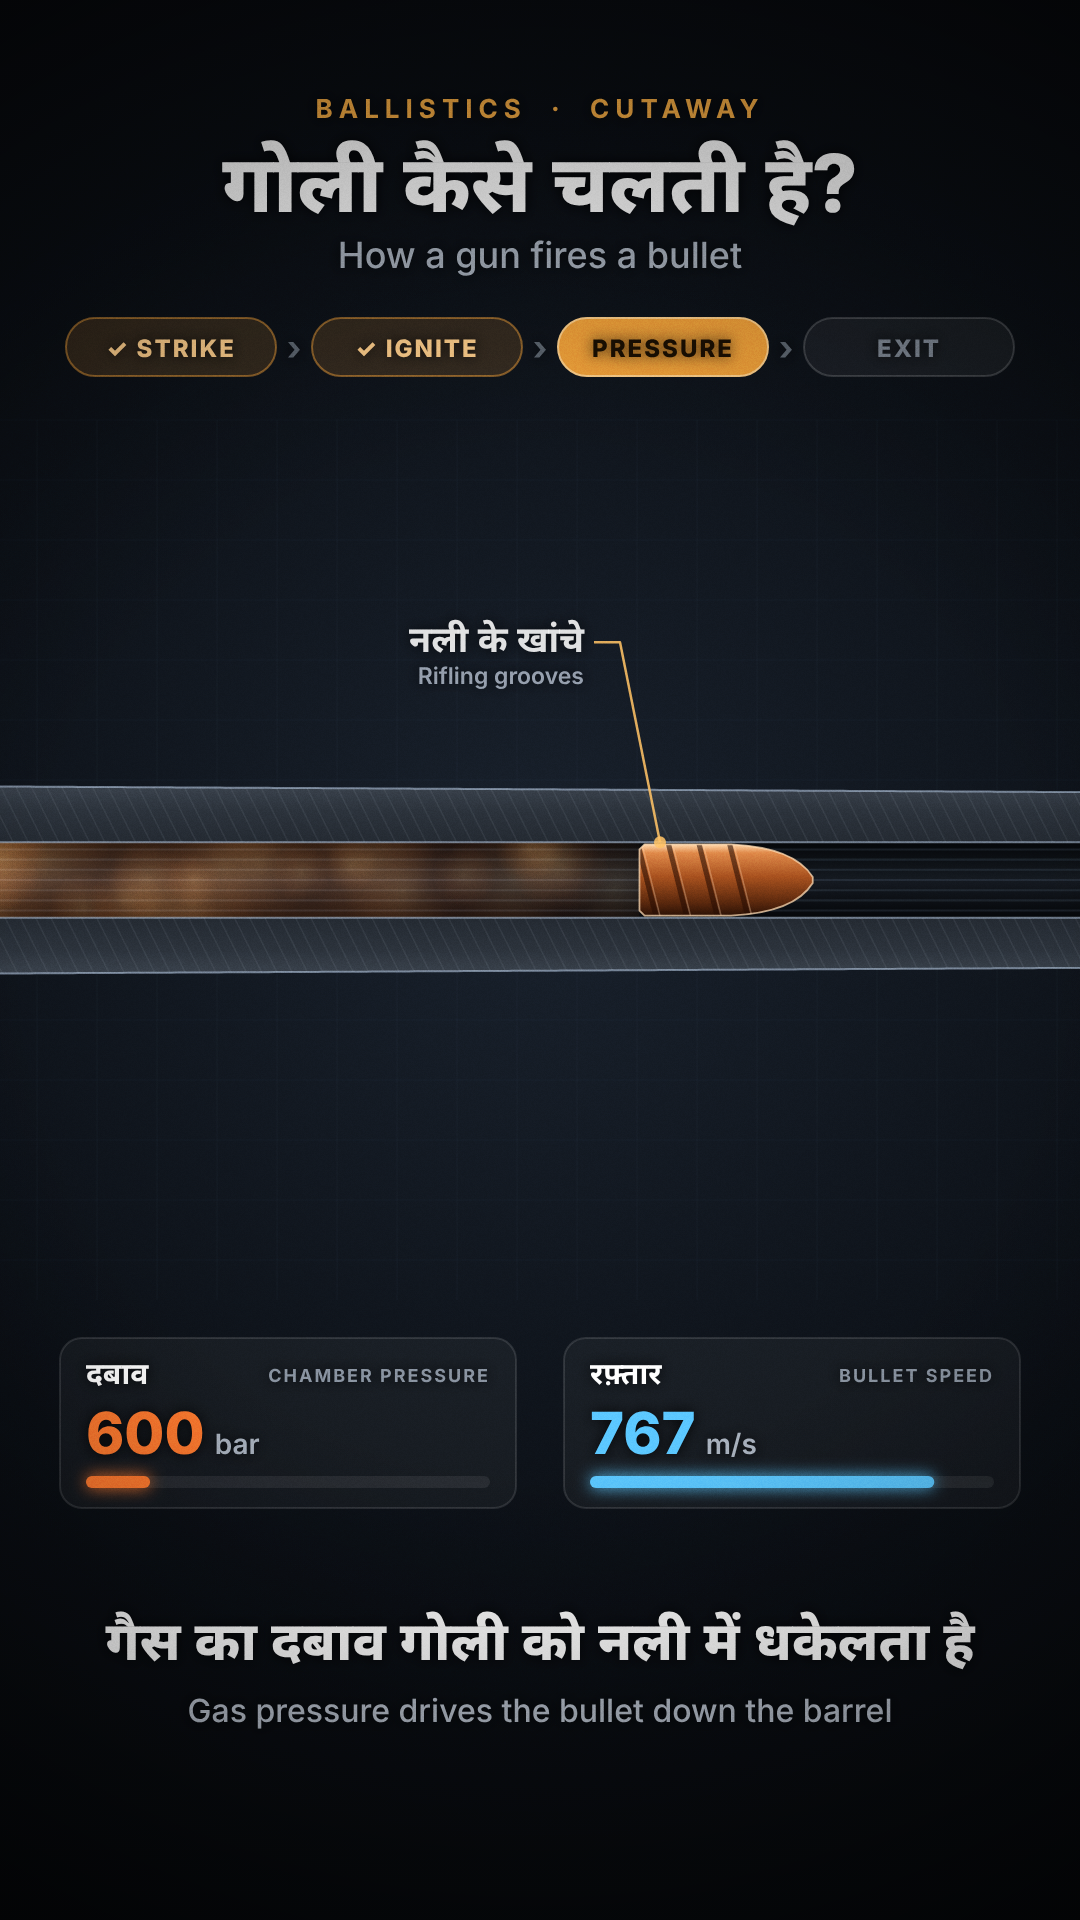 BALLISTICS · CUTAWAY
गोली कैसे चलती है?
How a gun fires a bullet
✓ STRIKE › ✓ IGNITE › PRESSURE › EXIT
नली के खांचे
Rifling grooves
दबाव CHAMBER PRESSURE
600 bar
रफ़्तार BULLET SPEED
767 m/s
गैस का दबाव गोली को नली में धकेलता है
Gas pressure drives the bullet down the barrel